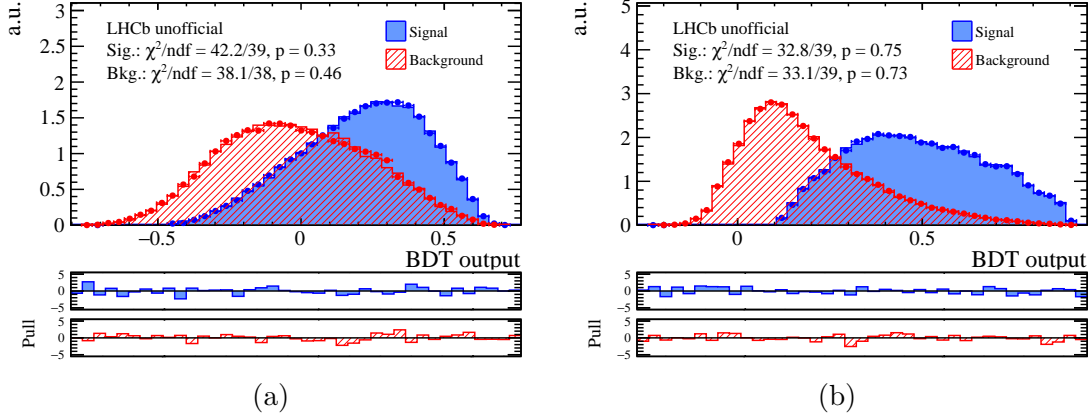 a.u.
3
2.5
2
1.5
1
0.5
0
LHCb unofficial
Sig.: χ²/ndf = 42.2/39, p = 0.33
Bkg.: χ²/ndf = 38.1/38, p = 0.46
Signal
Background
−0.5 0 0.5
BDT output
5
0
−5
Pull
5
0
−5
(a)
a.u.
5
4
3
2
1
0
LHCb unofficial
Sig.: χ²/ndf = 32.8/39, p = 0.75
Bkg.: χ²/ndf = 33.1/39, p = 0.73
Signal
Background
0 0.5
BDT output
5
0
−5
Pull
5
0
−5
(b)